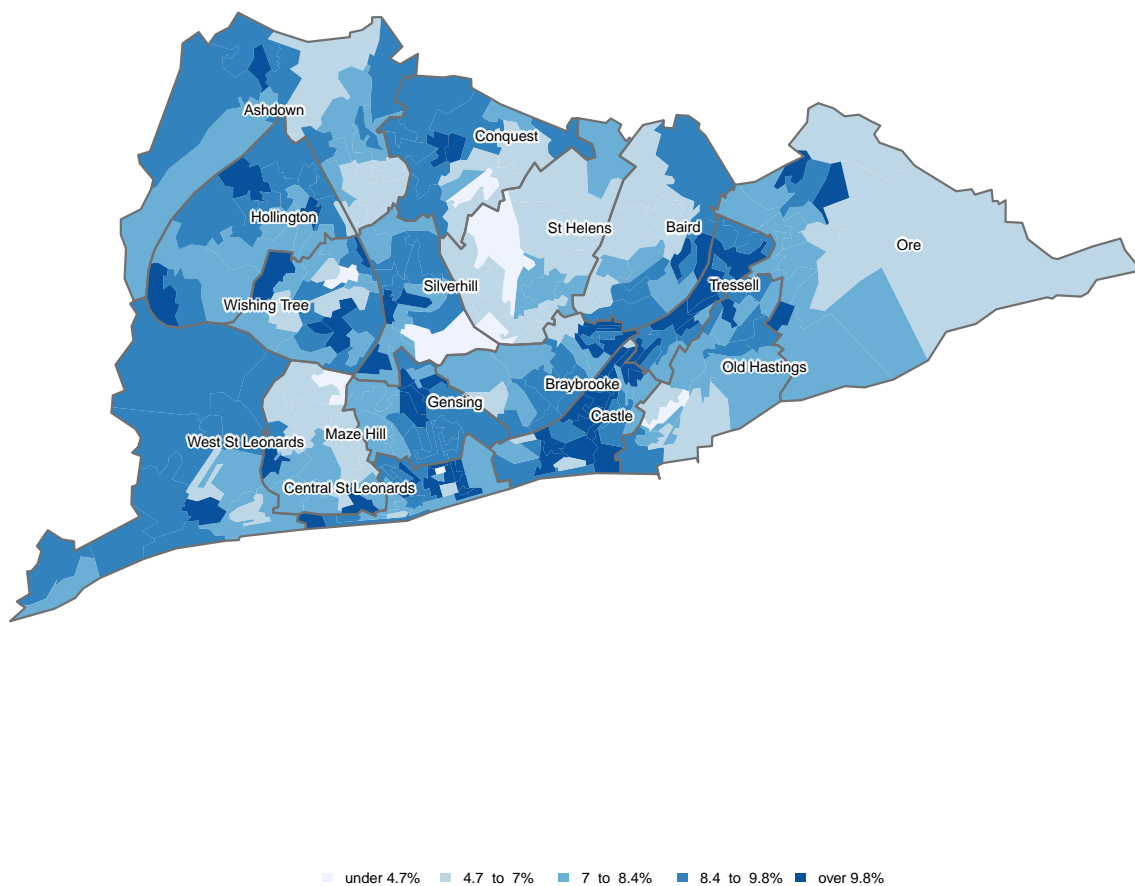 Ashdown
Conquest
Hollington
St Helens
Baird
Ore
Silverhill
Tressell
Wishing Tree
Old Hastings
Braybrooke
Gensing
Castle
Maze Hill
West St Leonards
Central St Leonards
under 4.7% 4.7 to 7% 7 to 8.4% 8.4 to 9.8% over 9.8%